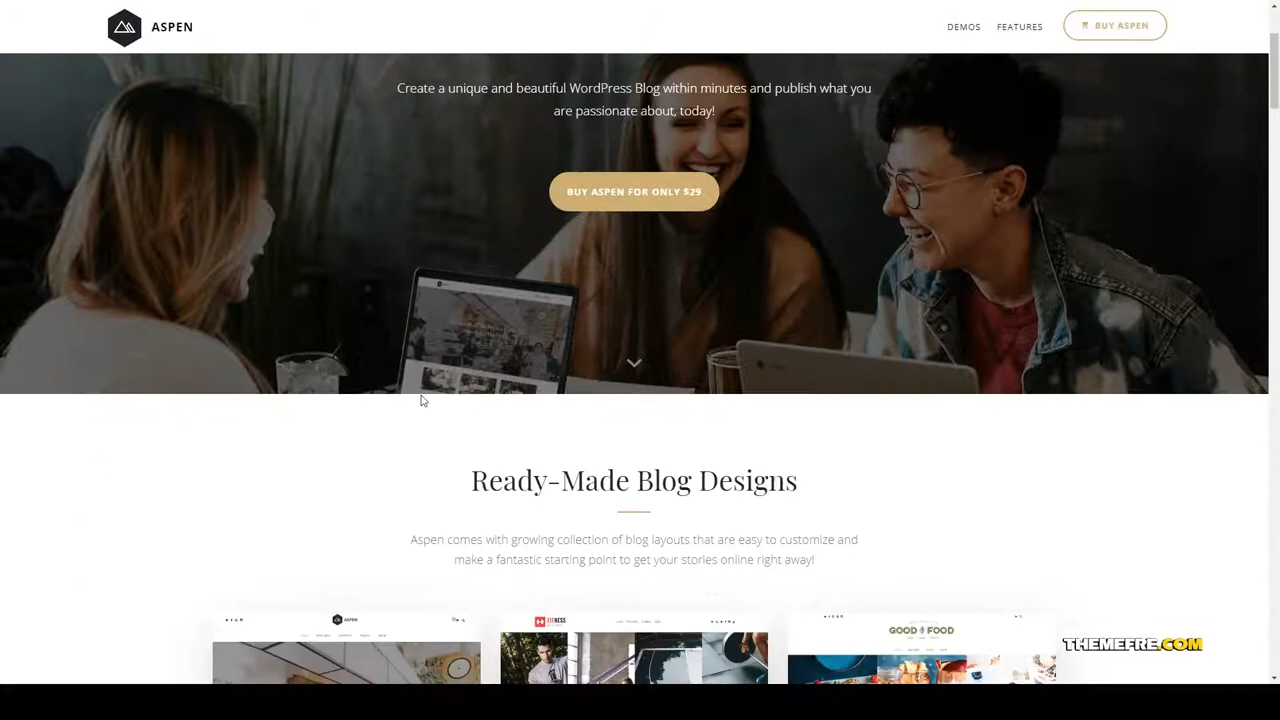 ASPEN
DEMOS
FEATURES
BUY ASPEN
Create a unique and beautiful WordPress Blog within minutes and publish what you
are passionate about, today!
BUY ASPEN FOR ONLY $29
Ready-Made Blog Designs
Aspen comes with growing collection of blog layouts that are easy to customize and
make a fantastic starting point to get your stories online right away!
ASPEN
FITNESS
GOOD FOOD
THEMEFRE.COM